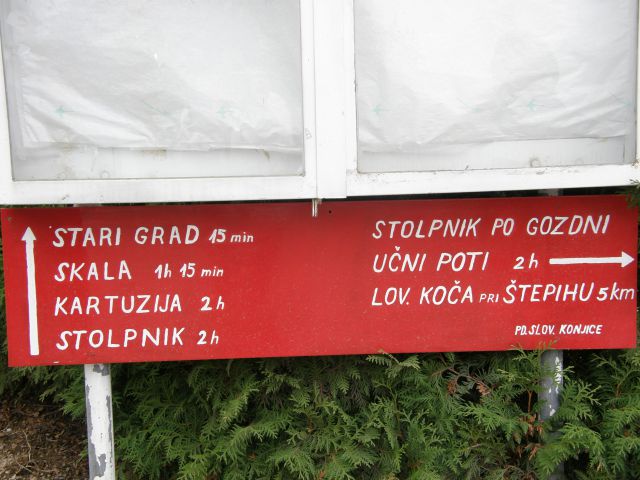 STARI GRAD 15 min
SKALA 1h 15 min
KARTUZIJA 2h
STOLPNIK 2h
STOLPNIK PO GOZDNI
UČNI POTI 2h
LOV. KOČA PRI ŠTEPIHU 5km
PD.SLOV. KONJICE